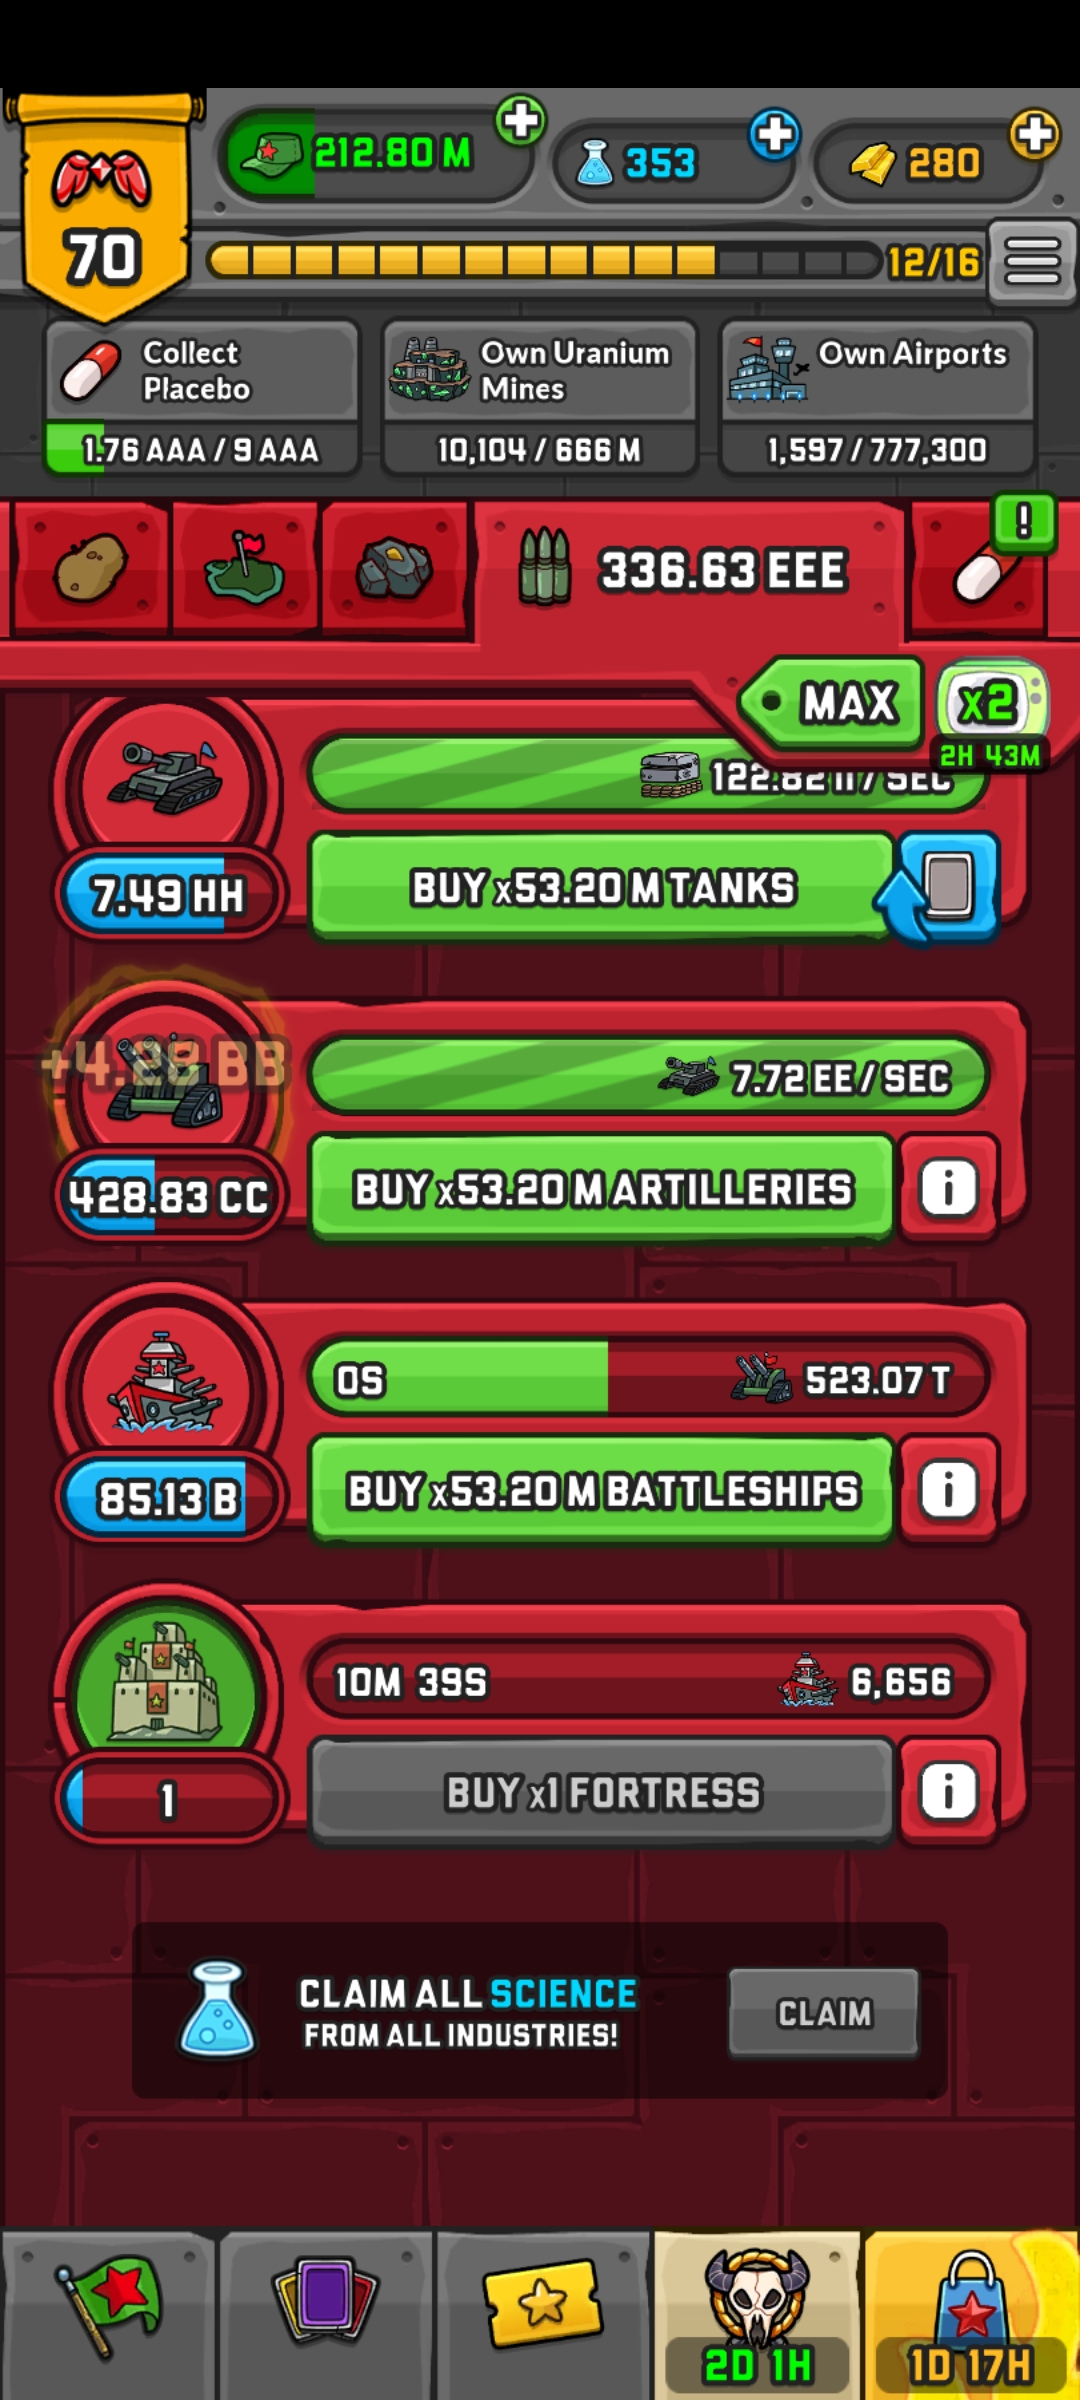 212.80 M
353
280
70
12/16
Collect
Placebo
1.76 AAA / 9 AAA
Own Uranium
Mines
10,104 / 666 M
Own Airports
1,597 / 777,300
336.63 EEE
!
MAX
x2
2H 43M
122.82 II / SEC
7.49 HH
BUY x53.20 M TANKS
BB
7.72 EE / SEC
428.83 CC
BUY x53.20 M ARTILLERIES
i
0S
523.07 T
85.13 B
BUY x53.20 M BATTLESHIPS
i
10M 39S
6,656
1
BUY x1 FORTRESS
i
CLAIM ALL SCIENCE
FROM ALL INDUSTRIES!
CLAIM
2D 1H
1D 17H